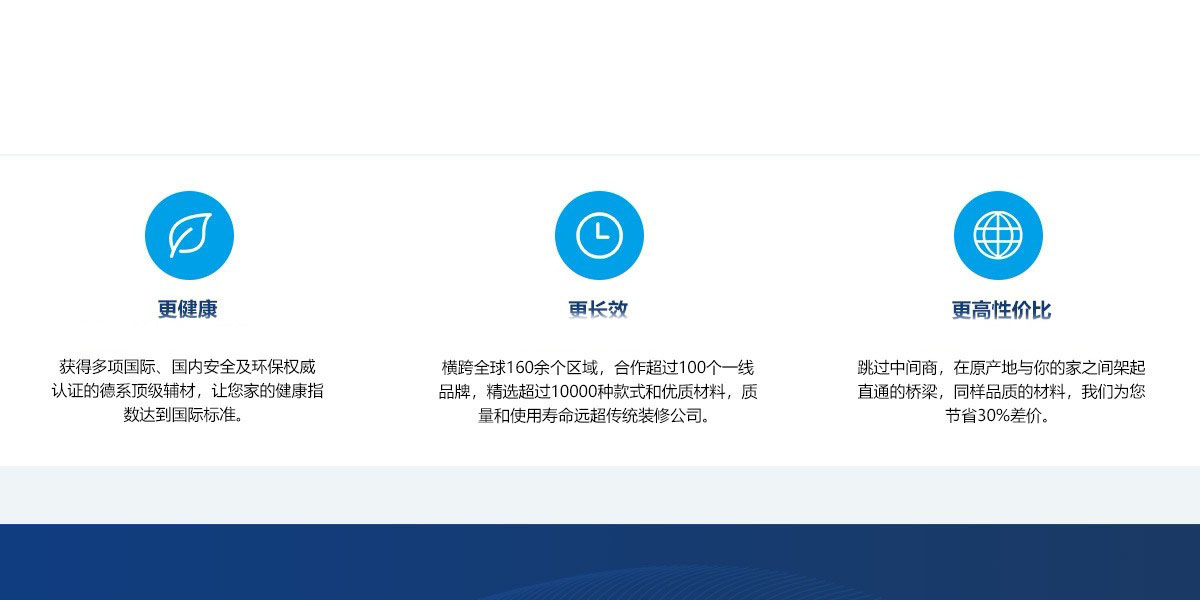 更健康
获得多项国际、国内安全及环保权威
认证的德系顶级辅材，让您家的健康指
数达到国际标准。
更长效
横跨全球160余个区域，合作超过100个一线
品牌，精选超过10000种款式和优质材料，质
量和使用寿命远超传统装修公司。
更高性价比
跳过中间商，在原产地与你的家之间架起
直通的桥梁，同样品质的材料，我们为您
节省30%差价。